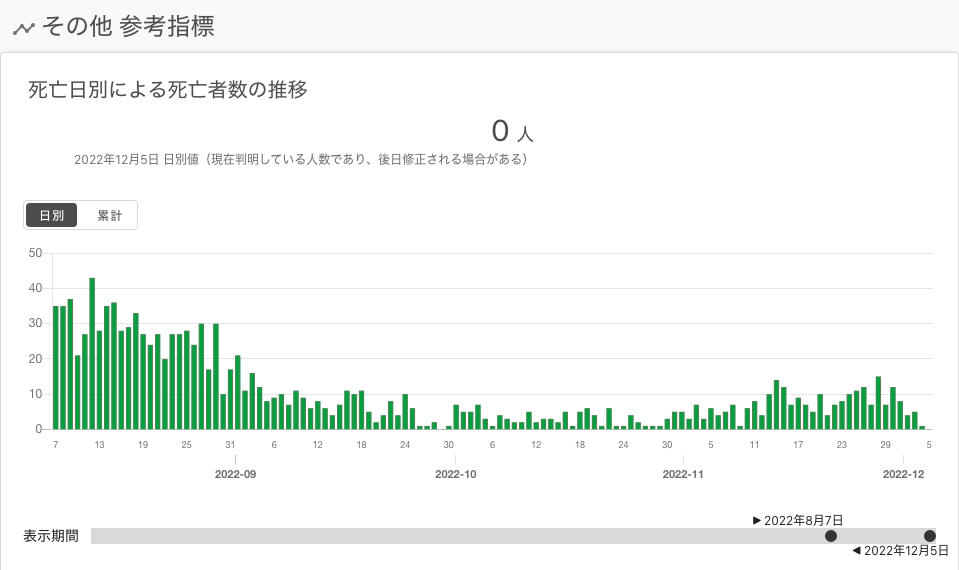 その他 参考指標
死亡日別による死亡者数の推移
0 人
2022年12月5日 日別値（現在判明している人数であり、後日修正される場合がある）
日別 累計
50
40
30
20
10
0
7 13 19 25 31 6 12 18 24 30 6 12 18 24 30 5 11 17 23 29 5
2022-09 2022-10 2022-11 2022-12
▶ 2022年8月7日
表示期間
◀ 2022年12月5日